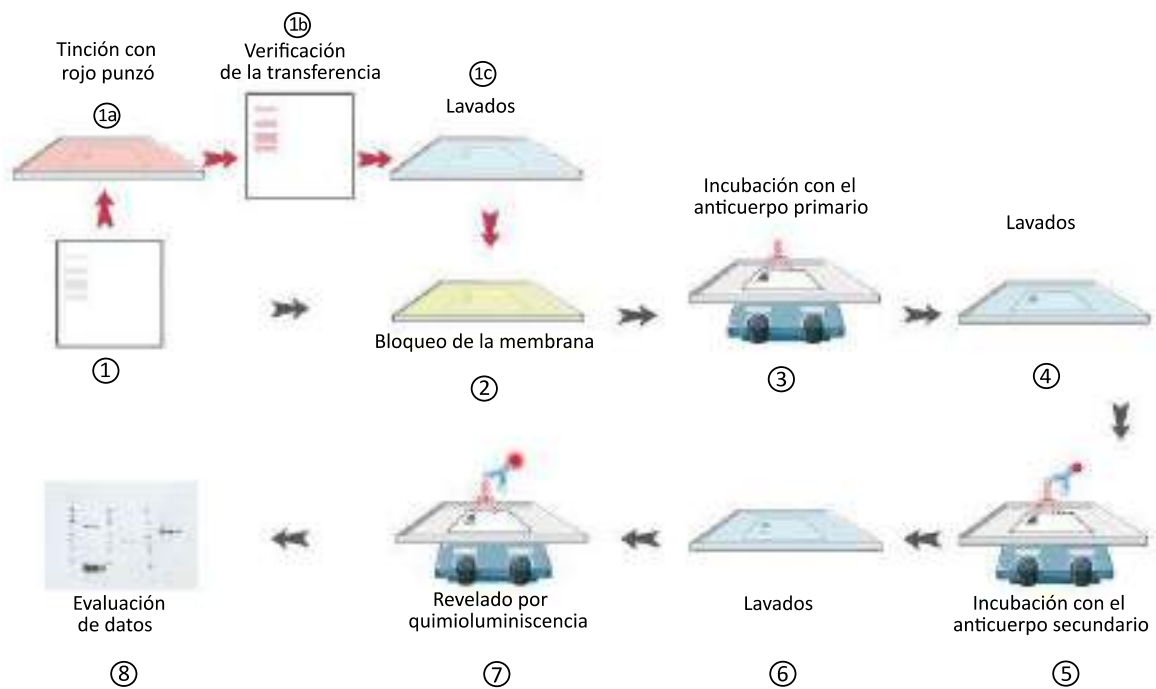 Tinción con
rojo punzó
1a
1b
Verificación
de la transferencia
1c
Lavados
1
Bloqueo de la membrana
2
Incubación con el
anticuerpo primario
3
Lavados
4
Incubación con el
anticuerpo secundario
5
Lavados
6
Revelado por
quimioluminiscencia
7
Evaluación
de datos
8